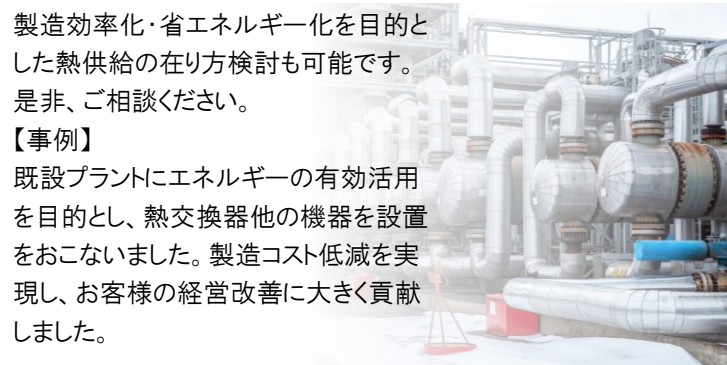 製造効率化・省エネルギー化を目的と
した熱供給の在り方検討も可能です。
是非、ご相談ください。
【事例】
既設プラントにエネルギーの有効活用
を目的とし、熱交換器他の機器を設置
をおこないました。製造コスト低減を実
現し、お客様の経営改善に大きく貢献
しました。